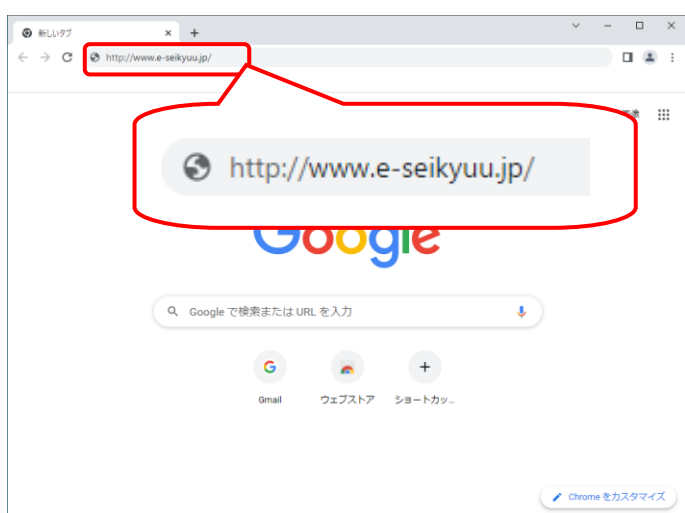 新しいタブ
http://www.e-seikyuu.jp/
画像
http://www.e-seikyuu.jp/
Google
Google で検索または URL を入力
Gmail
ウェブストア
ショートカッ...
Chrome をカスタマイズ